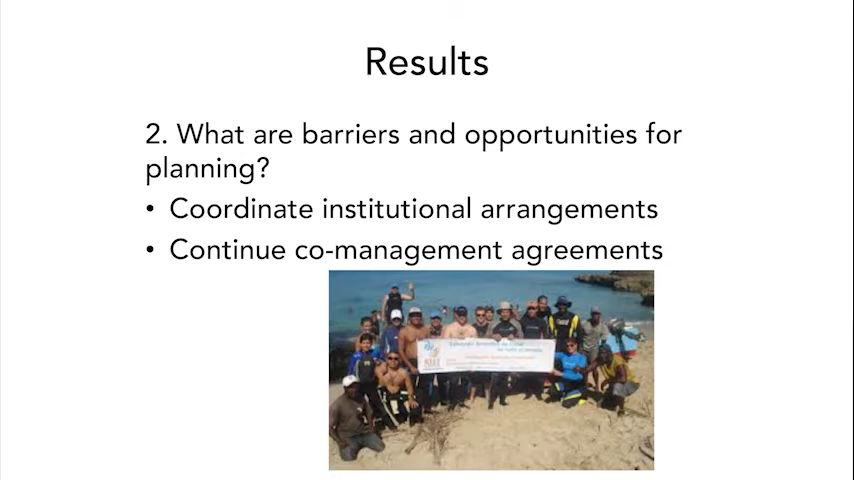 Results
2. What are barriers and opportunities for
planning?
• Coordinate institutional arrangements
• Continue co-management agreements